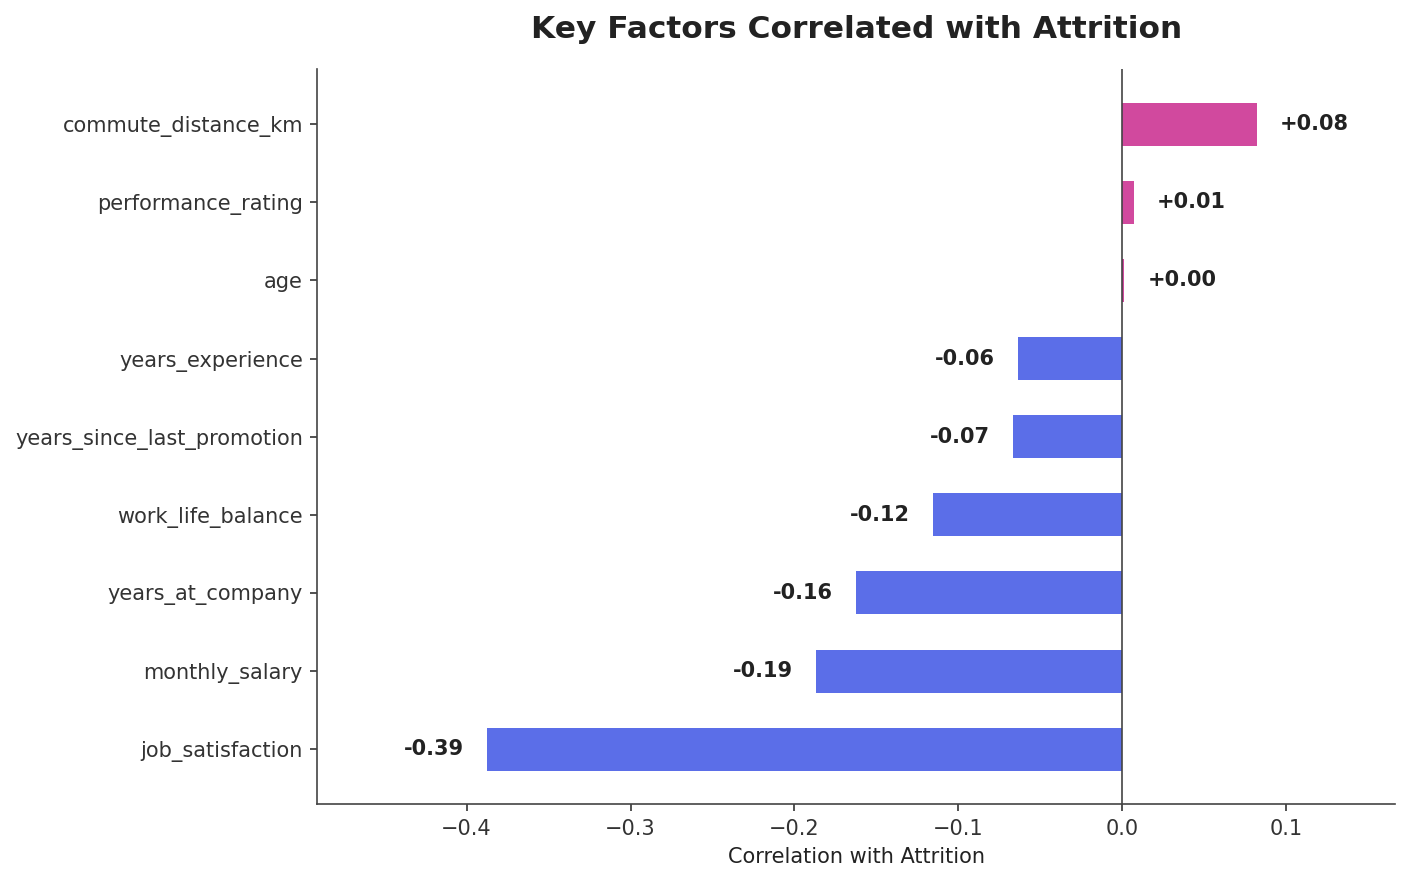 Key Factors Correlated with Attrition
commute_distance_km +0.08
performance_rating +0.01
age +0.00
years_experience -0.06
years_since_last_promotion -0.07
work_life_balance -0.12
years_at_company -0.16
monthly_salary -0.19
job_satisfaction -0.39
−0.4 −0.3 −0.2 −0.1 0.0 0.1
Correlation with Attrition